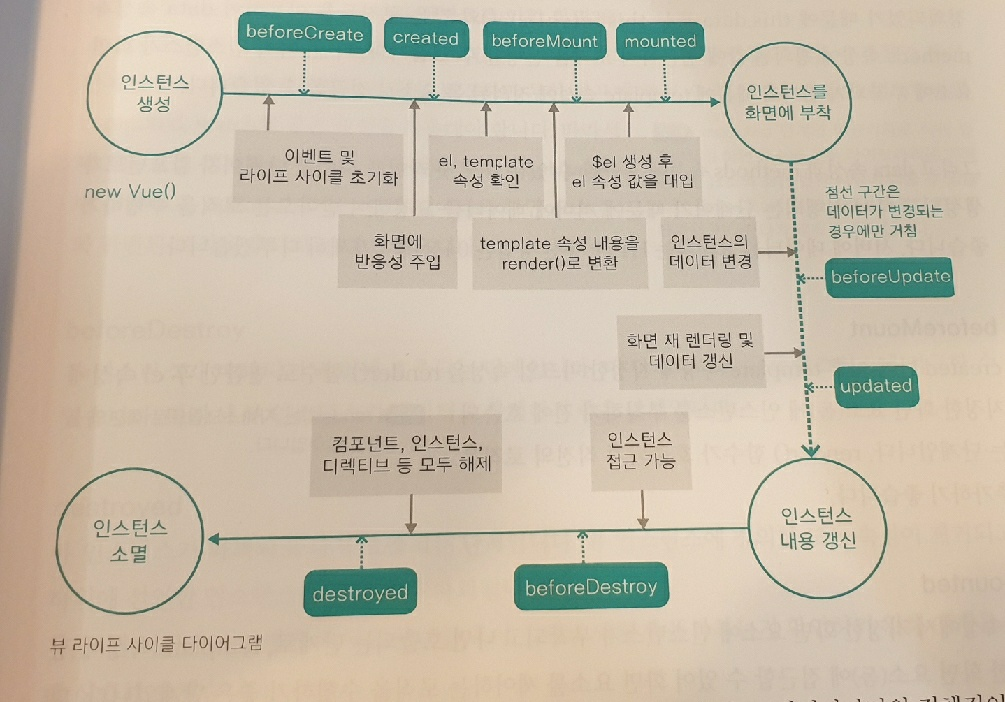 beforeCreate
created
beforeMount
mounted
인스턴스
생성
인스턴스를
화면에 부착
이벤트 및
라이프 사이클 초기화
el, template
속성 확인
$el 생성 후
el 속성 값을 대입
new Vue()
점선 구간은
데이터가 변경되는
경우에만 거침
화면에
반응성 주입
template 속성 내용을
render()로 변환
인스턴스의
데이터 변경
beforeUpdate
화면 재 렌더링 및
데이터 갱신
updated
컴포넌트, 인스턴스,
디렉티브 등 모두 해제
인스턴스
접근 가능
인스턴스
소멸
인스턴스
내용 갱신
destroyed
beforeDestroy
뷰 라이프 사이클 다이어그램